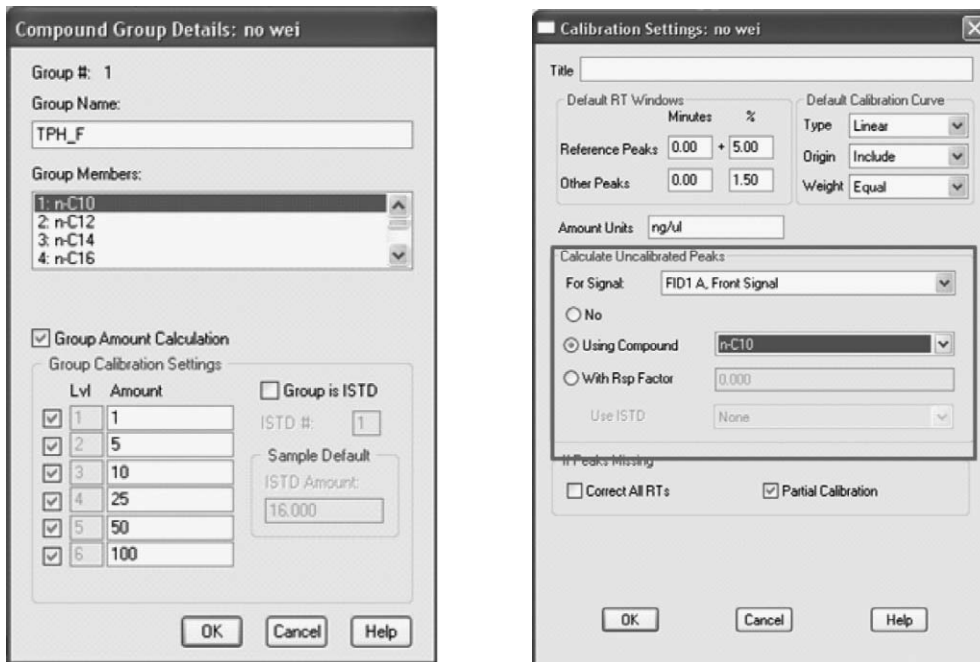 Compound Group Details: no wei
Group #: 1
Group Name:
TPH_F
Group Members:
1: n-C10
2: n-C12
3: n-C14
4: n-C16
Group Amount Calculation
Group Calibration Settings
Lvl Amount
1 1
2 5
3 10
4 25
5 50
6 100
Group is ISTD
ISTD #: 1
Sample Default
ISTD Amount:
16.000
OK Cancel Help
Calibration Settings: no wei
Title
Default RT Windows
Minutes %
Reference Peaks 0.00 + 5.00
Other Peaks 0.00 1.50
Default Calibration Curve
Type Linear
Origin Include
Weight Equal
Amount Units ng/ul
Calculate Uncalibrated Peaks
For Signal: FID1 A, Front Signal
No
Using Compound n-C10
With Rsp Factor 0.000
Use ISTD None
If Peaks Missing
Correct All RTs Partial Calibration
OK Cancel Help